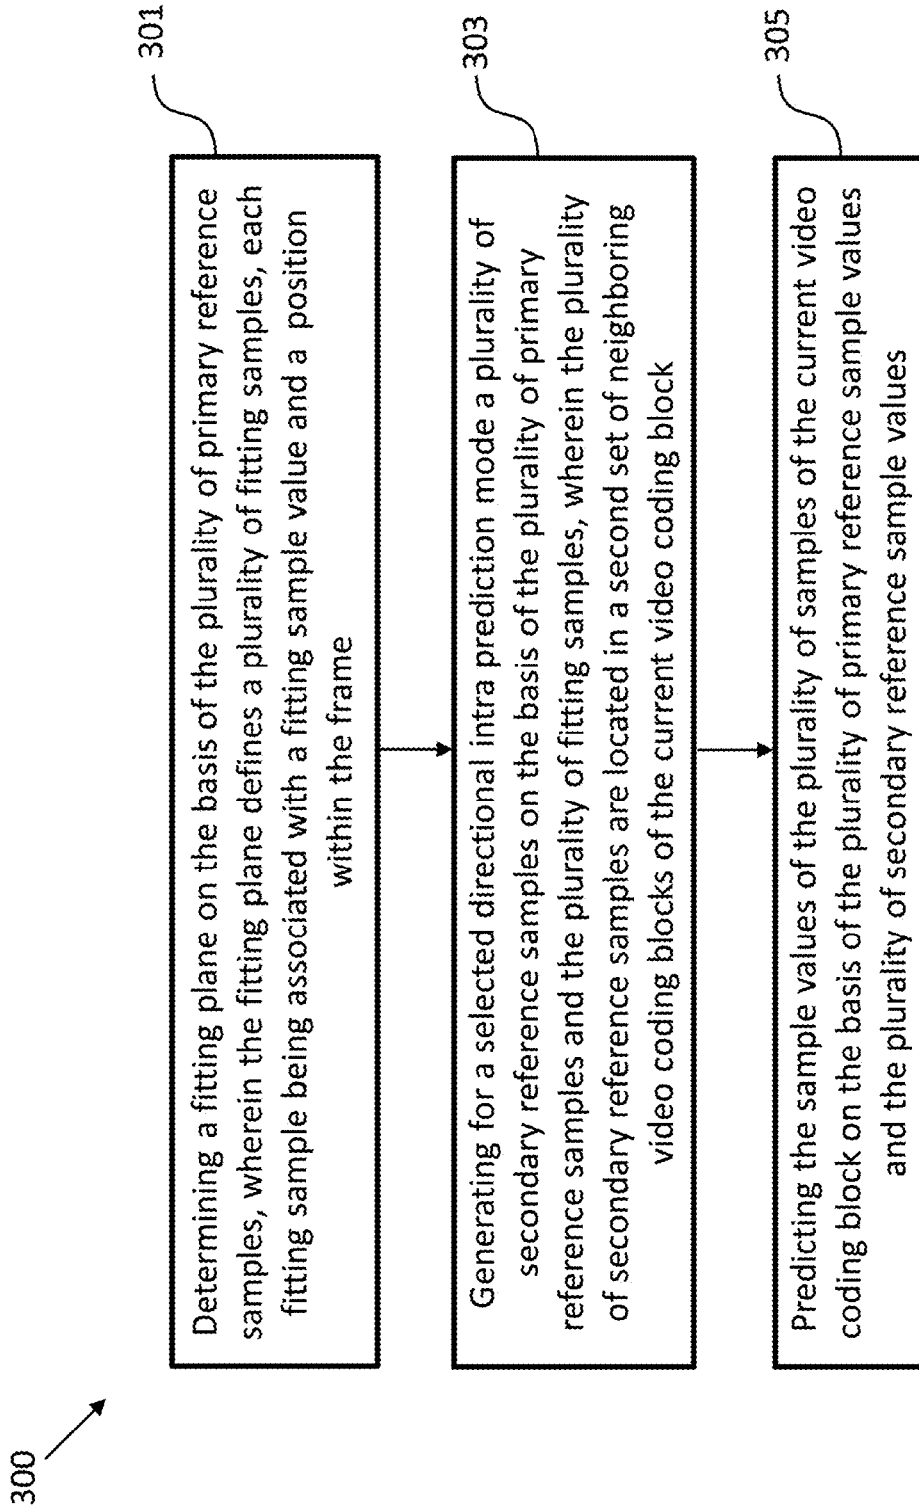 300
301
Determining a fitting plane on the basis of the plurality of primary reference
samples, wherein the fitting plane defines a plurality of fitting samples, each
fitting sample being associated with a fitting sample value and a position
within the frame
303
Generating for a selected directional intra prediction mode a plurality of
secondary reference samples on the basis of the plurality of primary
reference samples and the plurality of fitting samples, wherein the plurality
of secondary reference samples are located in a second set of neighboring
video coding blocks of the current video coding block
305
Predicting the sample values of the plurality of samples of the current video
coding block on the basis of the plurality of primary reference sample values
and the plurality of secondary reference sample values